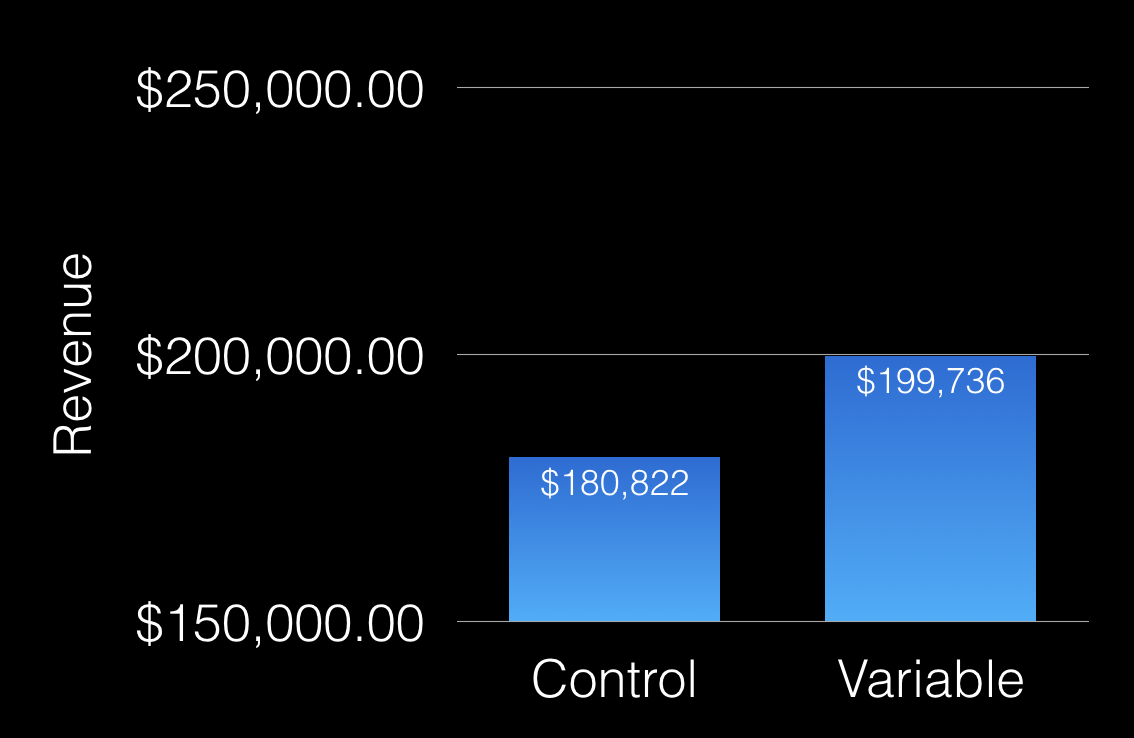 $250,000.00
Revenue
$200,000.00
$199,736
$180,822
$150,000.00
Control
Variable